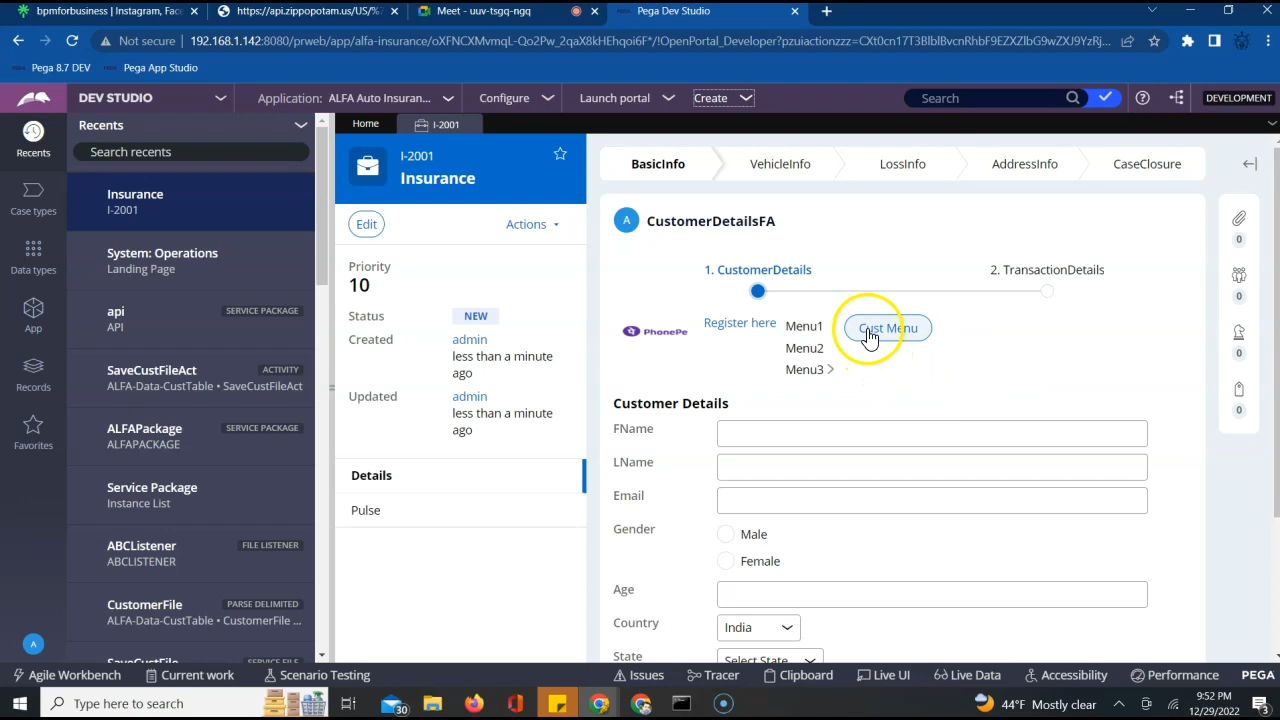 bpmforbusiness | Instagram, Fac
https://api.zippopotam.us/US/%
Meet - uuv-tsgq-ngq
Pega Dev Studio
Not secure
192.168.1.142:8080/prweb/app/alfa-insurance/oXFNCXMvmqL-Qo2Pw_2qaX8kHEhqoi6F*/!OpenPortal_Developer?pzuiactionzzz=CXt0cn17T3BlblBvcnRhbF9EZXZlbG9wZXJ9YzRj...
Pega 8.7 DEV
Pega App Studio
DEV STUDIO
Application: ALFA Auto Insuran...
Configure
Launch portal
Create
Search
DEVELOPMENT
Recents
Case types
Data types
App
Records
Favorites
A
Recents
Search recents
Insurance
I-2001
System: Operations
Landing Page
api
SERVICE PACKAGE
API
SaveCustFileAct
ACTIVITY
ALFA-Data-CustTable • SaveCustFileAct
ALFAPackage
SERVICE PACKAGE
ALFAPACKAGE
Service Package
Instance List
ABCListener
FILE LISTENER
ABCLISTENER
CustomerFile
PARSE DELIMITED
ALFA-Data-CustTable • CustomerFile ...
SaveCustFile
SERVICE FILE
Home
I-2001
I-2001
Insurance
Edit
Actions
Priority
10
Status
NEW
Created
admin
less than a minute
ago
Updated
admin
less than a minute
ago
Details
Pulse
BasicInfo
VehicleInfo
LossInfo
AddressInfo
CaseClosure
A
CustomerDetailsFA
1. CustomerDetails
2. TransactionDetails
PhonePe
Register here
Menu1
Menu2
Menu3
Cust Menu
Customer Details
FName
LName
Email
Gender
Male
Female
Age
Country
India
State
Select State
0
0
0
0
Agile Workbench
Current work
Scenario Testing
Issues
Tracer
Clipboard
Live UI
Live Data
Accessibility
Performance
PEGA
Type here to search
30
44°F Mostly clear
9:52 PM
12/29/2022
3